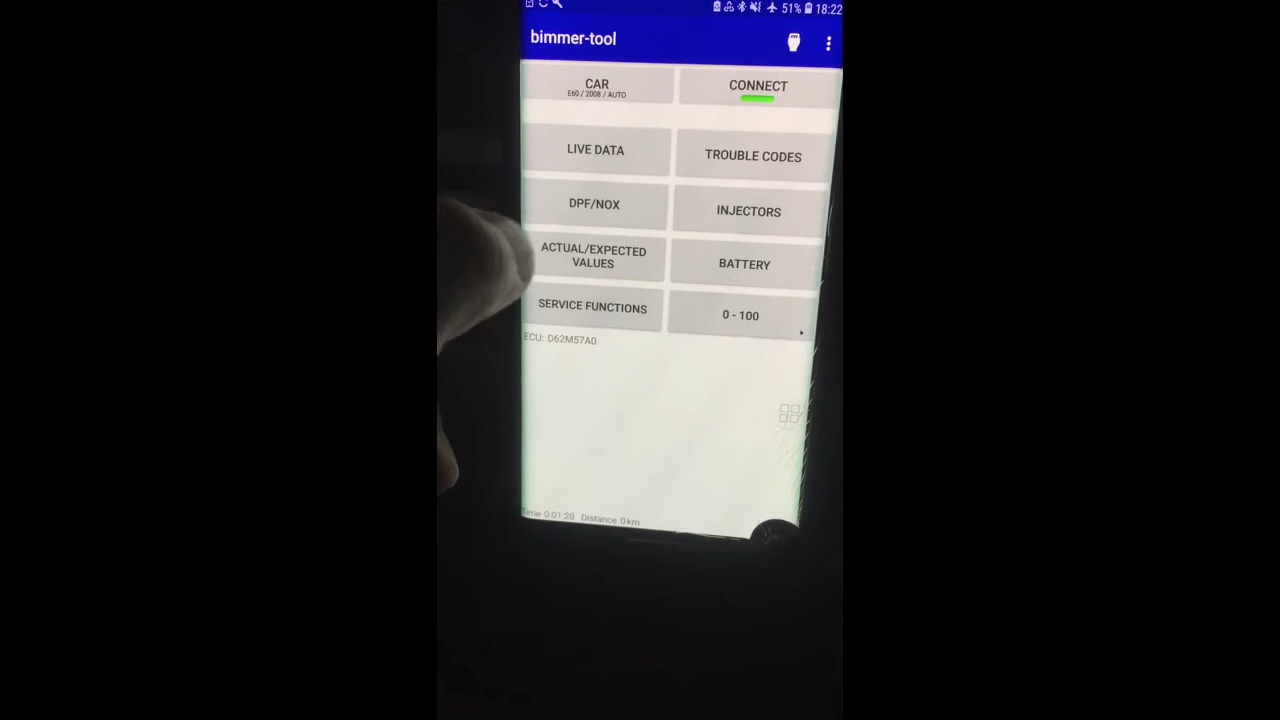 51% 18:22
bimmer-tool
CAR
E60 / 2008 / AUTO
CONNECT
LIVE DATA
TROUBLE CODES
DPF/NOX
INJECTORS
ACTUAL/EXPECTED
VALUES
BATTERY
SERVICE FUNCTIONS
0 - 100
ECU: D62M57A0
Time 0:01:20 Distance 0 km